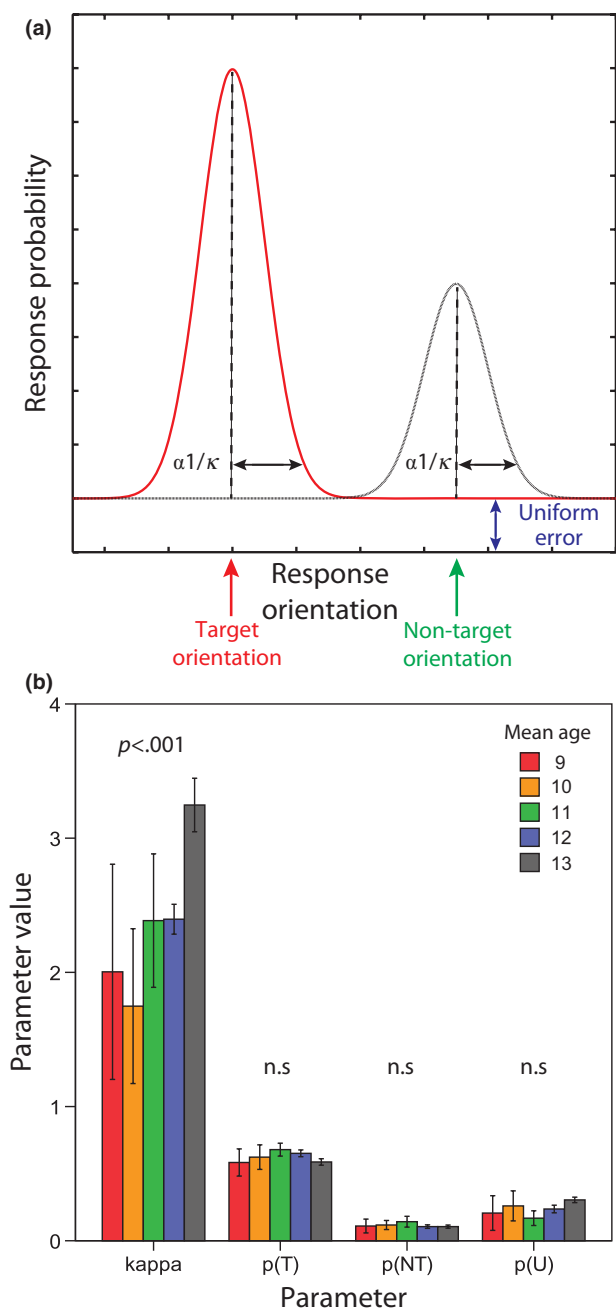 (a)
Response probability
α1/κ
α1/κ
Uniform
error
Response
orientation
Target
orientation
Non-target
orientation
(b)
4
3
2
1
0
Parameter value
p<.001
Mean age
9
10
11
12
13
n.s
n.s
n.s
kappa
p(T)
p(NT)
p(U)
Parameter